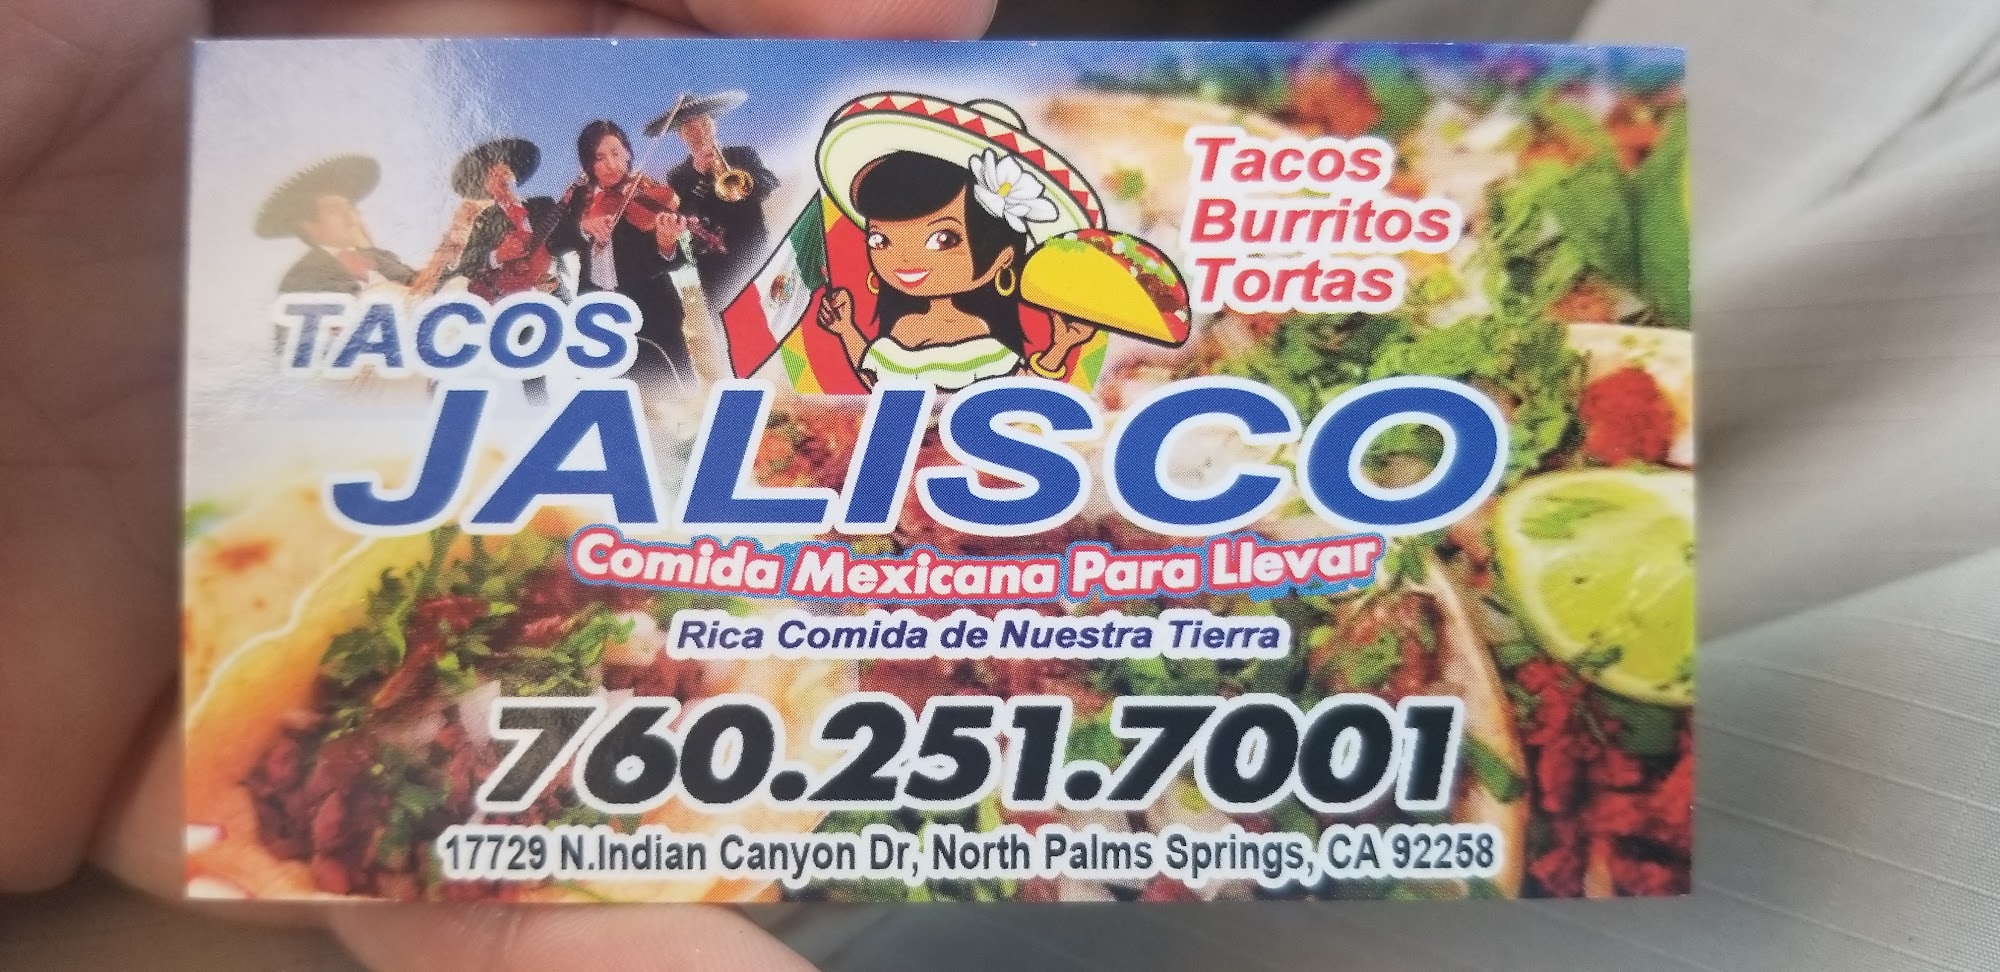 TACOS
JALISCO
Tacos
Burritos
Tortas
Comida Mexicana Para Llevar
Rica Comida de Nuestra Tierra
760.251.7001
17729 N.Indian Canyon Dr, North Palms Springs, CA 92258